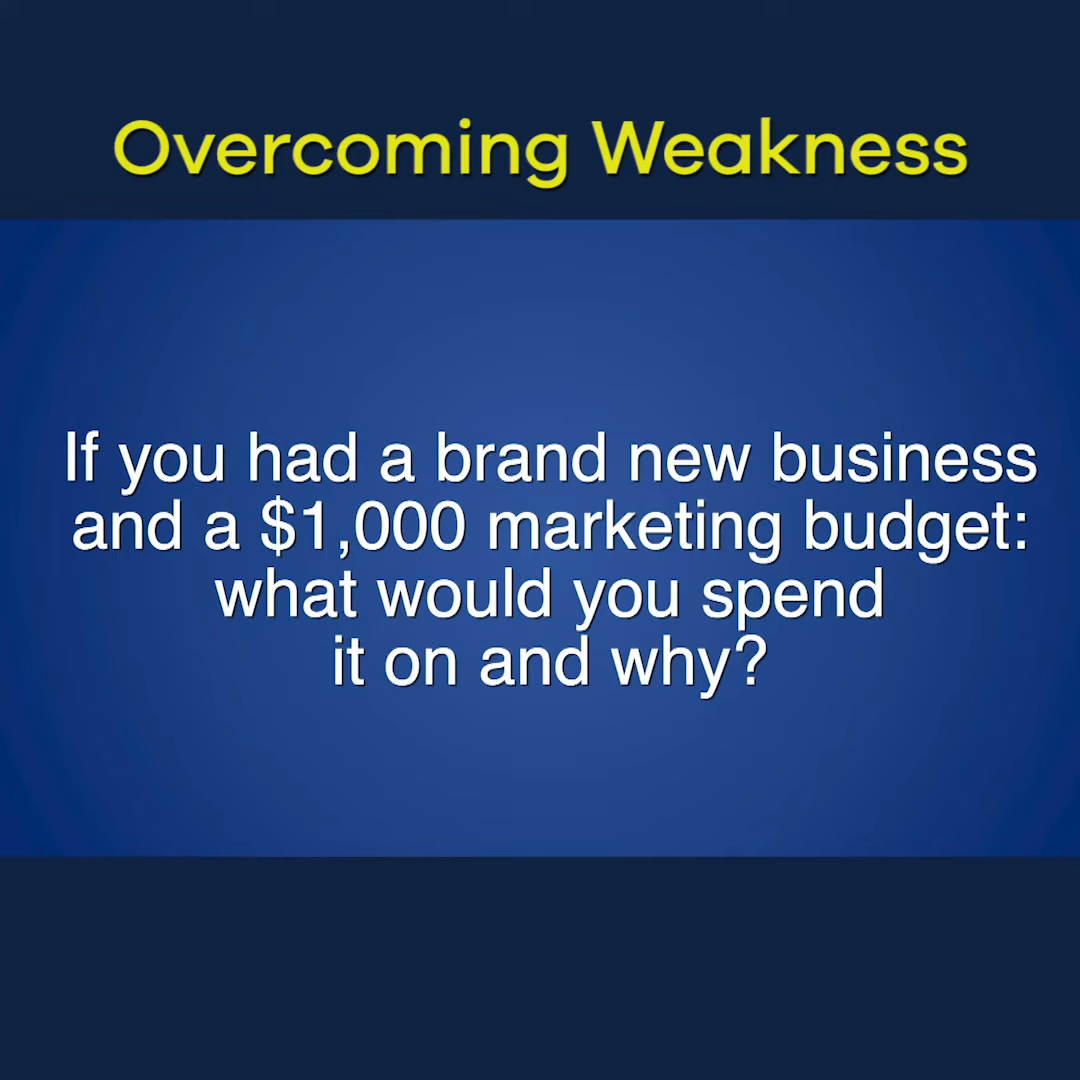 Overcoming Weakness
If you had a brand new business
and a $1,000 marketing budget:
what would you spend
it on and why?